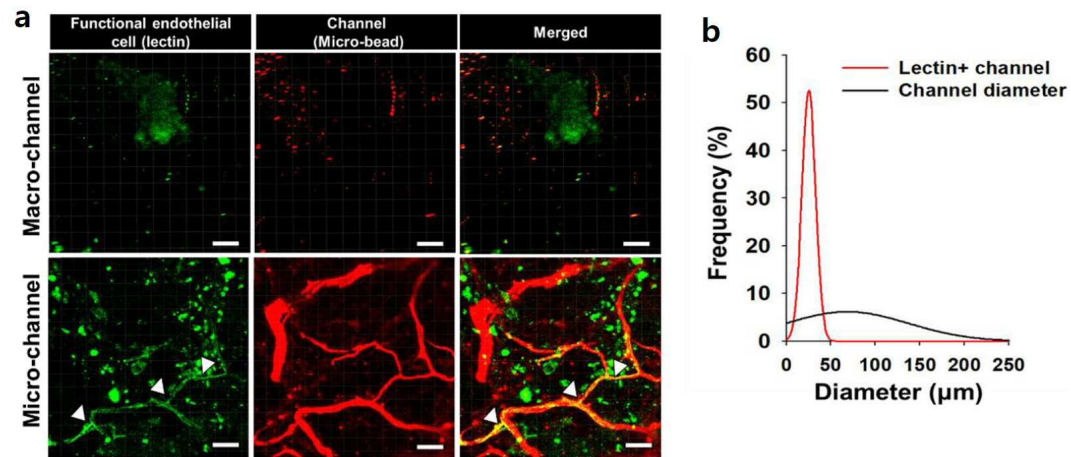 a
Functional endothelial
cell (lectin)
Channel
(Micro-bead)
Merged
Macro-channel
Micro-channel
b
Lectin+ channel
Channel diameter
Frequency (%)
60
50
40
30
20
10
0
0 50 100 150 200 250
Diameter (µm)